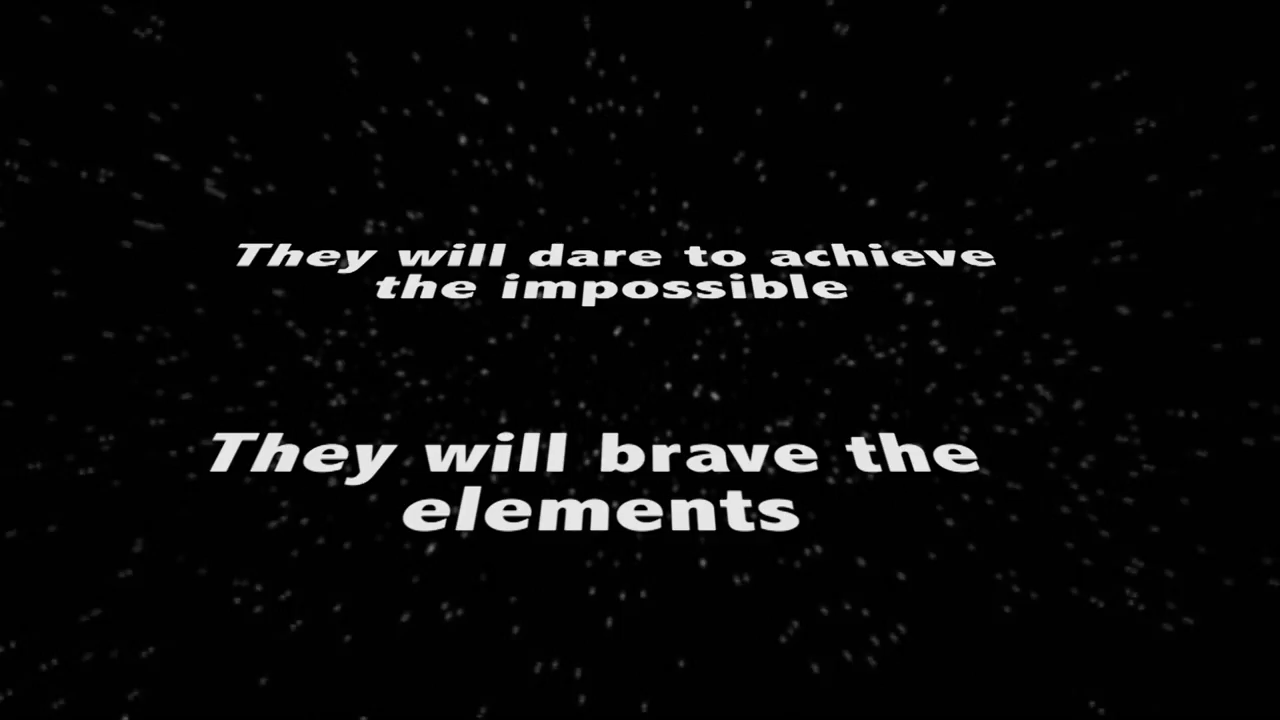 They will dare to achieve
the impossible
They will brave the
elements